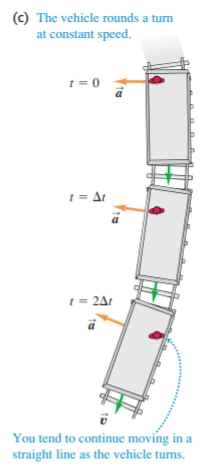 (c) The vehicle rounds a turn
at constant speed.
t = 0
a⃗
t = Δt
a⃗
t = 2Δt
a⃗
v⃗
You tend to continue moving in a
straight line as the vehicle turns.